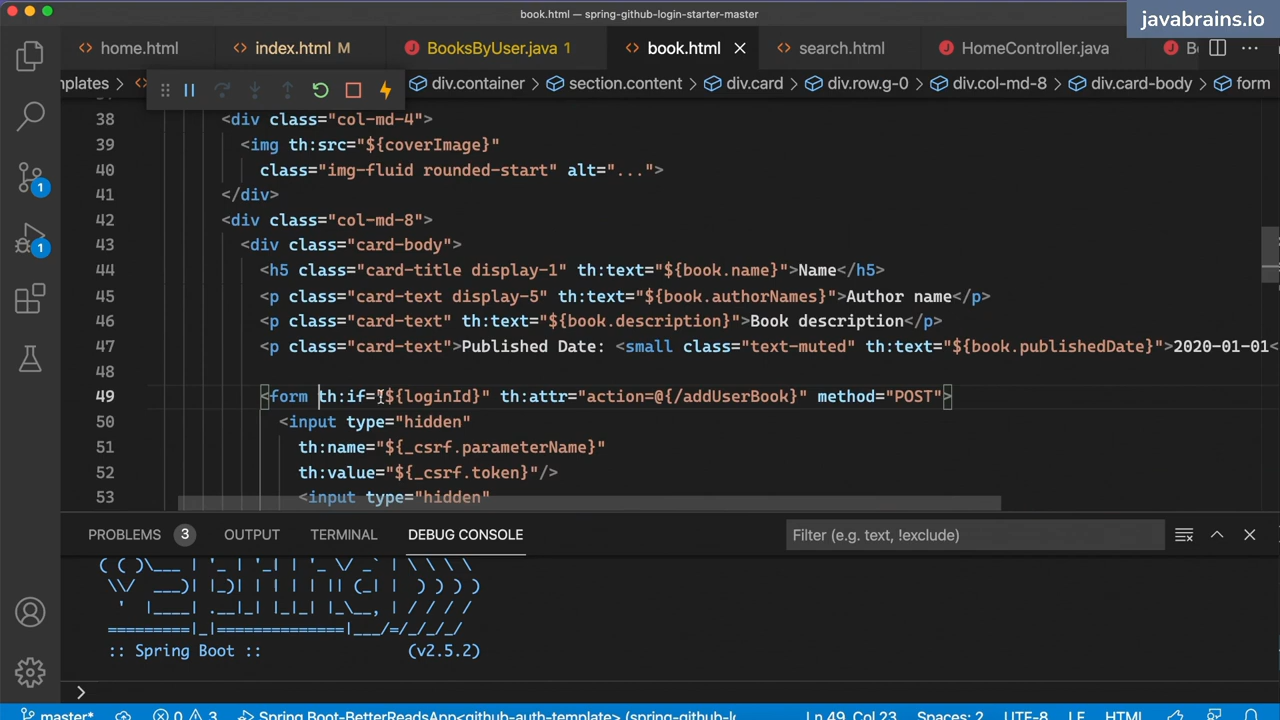 book.html — spring-github-login-starter-master
javabrains.io
home.html
index.html M
BooksByUser.java 1
book.html
search.html
HomeController.java
mplates
div.container
section.content
div.card
div.row.g-0
div.col-md-8
div.card-body
form
38 <div class="col-md-4">
39 <img th:src="${coverImage}"
40 class="img-fluid rounded-start" alt="...">
41 </div>
42 <div class="col-md-8">
43 <div class="card-body">
44 <h5 class="card-title display-1" th:text="${book.name}">Name</h5>
45 <p class="card-text display-5" th:text="${book.authorNames}">Author name</p>
46 <p class="card-text" th:text="${book.description}">Book description</p>
47 <p class="card-text">Published Date: <small class="text-muted" th:text="${book.publishedDate}">2020-01-01<
48
49 <form th:if="${loginId}" th:attr="action=@{/addUserBook}" method="POST">
50 <input type="hidden"
51 th:name="${_csrf.parameterName}"
52 th:value="${_csrf.token}"/>
53 <input type="hidden"
PROBLEMS 3
OUTPUT
TERMINAL
DEBUG CONSOLE
Filter (e.g. text, !exclude)
:: Spring Boot :: (v2.5.2)
master*
0 3
Spring Boot-BetterReadsApp<github-auth-template> (spring-github-lo
Ln 49, Col 23
Spaces: 2
UTF-8
LF
HTML